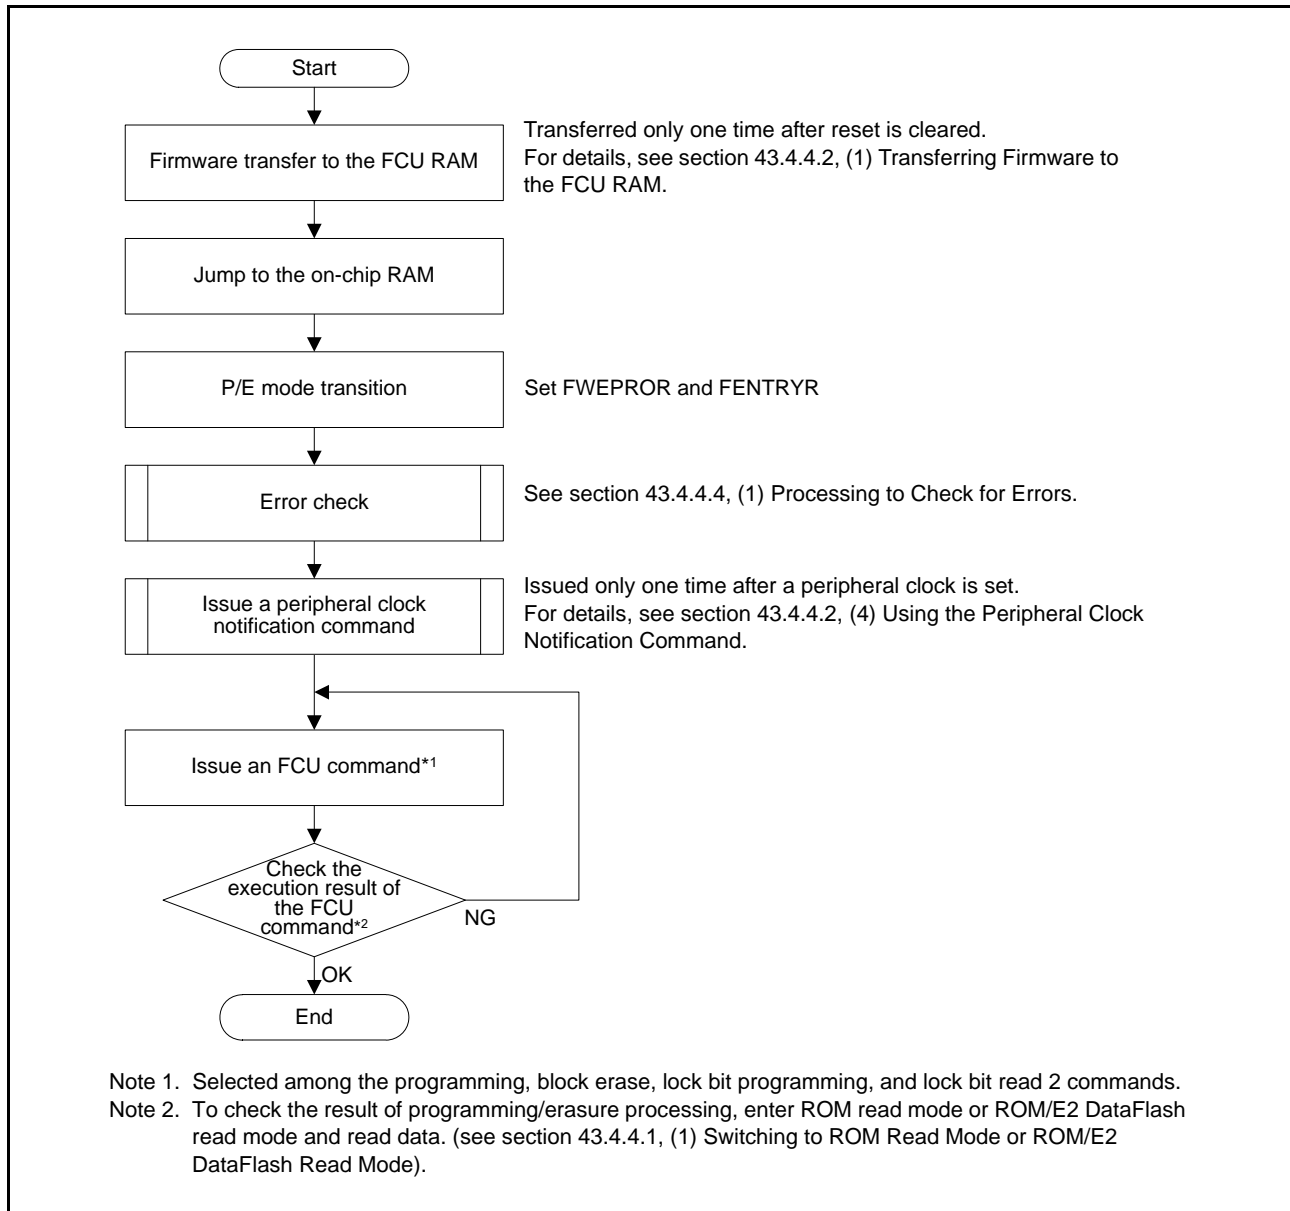 Start
Firmware transfer to the FCU RAM
Transferred only one time after reset is cleared.
For details, see section 43.4.4.2, (1) Transferring Firmware to
the FCU RAM.
Jump to the on-chip RAM
P/E mode transition
Set FWEPROR and FENTRYR
Error check
See section 43.4.4.4, (1) Processing to Check for Errors.
Issue a peripheral clock
notification command
Issued only one time after a peripheral clock is set.
For details, see section 43.4.4.2, (4) Using the Peripheral Clock
Notification Command.
Issue an FCU command*1
Check the
execution result of
the FCU
command*2
NG
OK
End
Note 1. Selected among the programming, block erase, lock bit programming, and lock bit read 2 commands.
Note 2. To check the result of programming/erasure processing, enter ROM read mode or ROM/E2 DataFlash
read mode and read data. (see section 43.4.4.1, (1) Switching to ROM Read Mode or ROM/E2
DataFlash Read Mode).